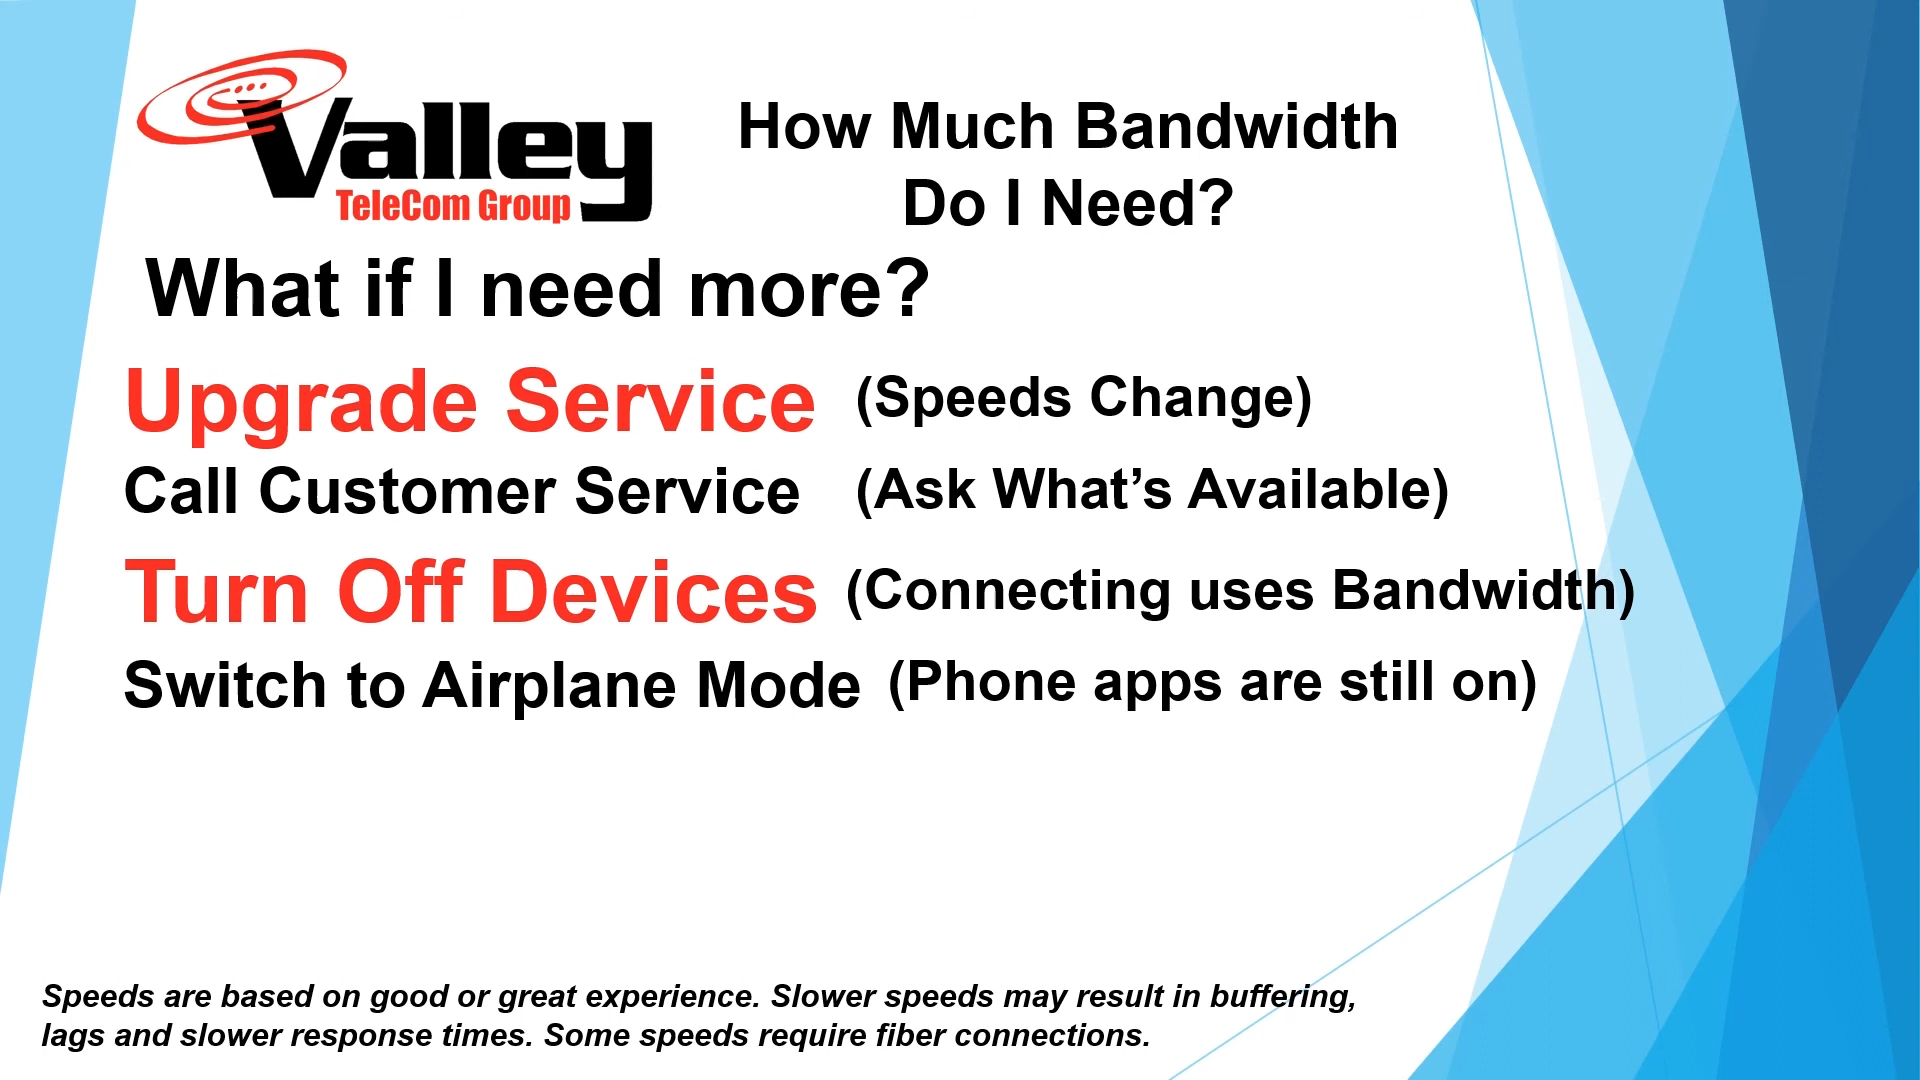 Valley
TeleCom Group
How Much Bandwidth
Do I Need?
What if I need more?
Upgrade Service (Speeds Change)
Call Customer Service (Ask What’s Available)
Turn Off Devices (Connecting uses Bandwidth)
Switch to Airplane Mode (Phone apps are still on)
Speeds are based on good or great experience. Slower speeds may result in buffering,
lags and slower response times. Some speeds require fiber connections.